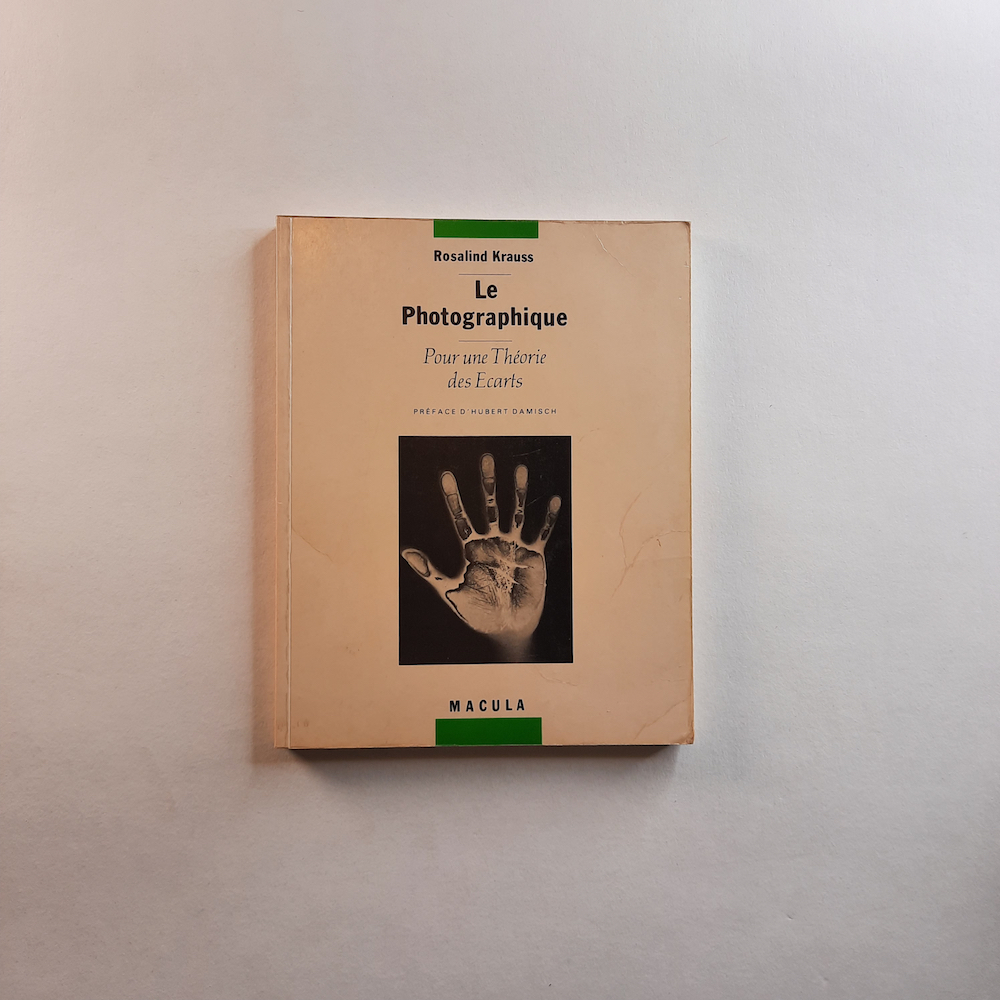 Rosalind Krauss
Le
Photographique
Pour une Théorie
des Ecarts
PRÉFACE D'HUBERT DAMISCH
MACULA